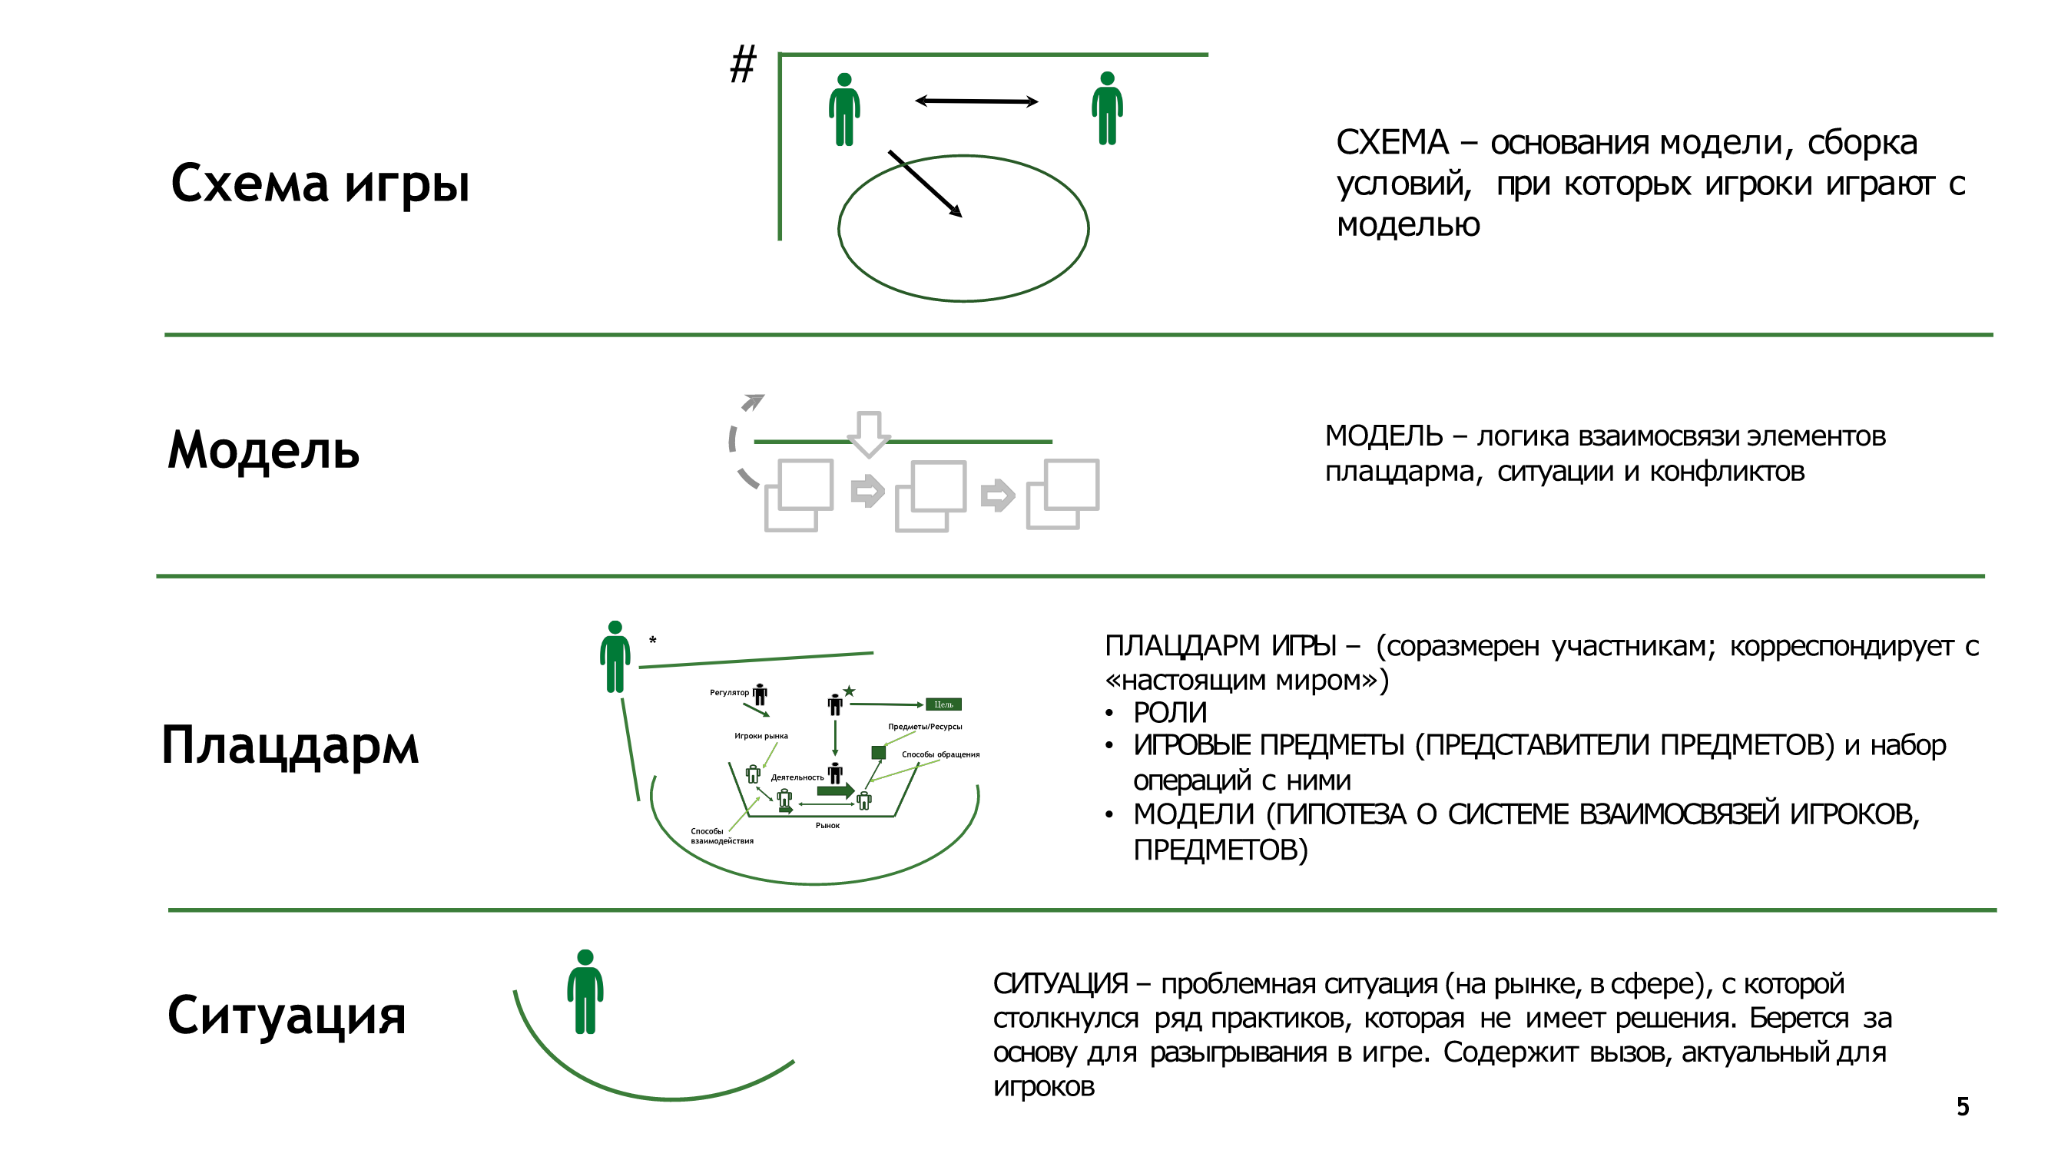 #
Схема игры
СХЕМА – основания модели, сборка
условий, при которых игроки играют с
моделью
Модель
МОДЕЛЬ – логика взаимосвязи элементов
плацдарма, ситуации и конфликтов
Плацдарм
*
Регулятор
Цель
Предметы/Ресурсы
Игроки рынка
Способы обращения
Деятельность
Рынок
Способы
взаимодействия
ПЛАЦДАРМ ИГРЫ – (соразмерен участникам; корреспондирует с
«настоящим миром»)
• РОЛИ
• ИГРОВЫЕ ПРЕДМЕТЫ (ПРЕДСТАВИТЕЛИ ПРЕДМЕТОВ) и набор
операций с ними
• МОДЕЛИ (ГИПОТЕЗА О СИСТЕМЕ ВЗАИМОСВЯЗЕЙ ИГРОКОВ,
ПРЕДМЕТОВ)
Ситуация
СИТУАЦИЯ – проблемная ситуация (на рынке, в сфере), с которой
столкнулся ряд практиков, которая не имеет решения. Берется за
основу для разыгрывания в игре. Содержит вызов, актуальный для
игроков
5